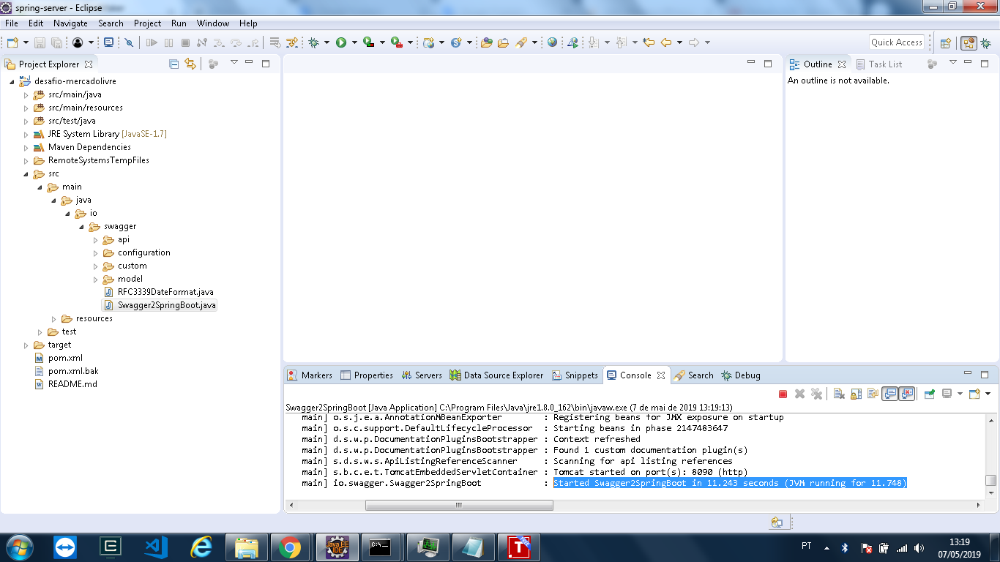 spring-server - Eclipse
File Edit Navigate Search Project Run Window Help
Quick Access
Project Explorer
desafio-mercadolivre
src/main/java
src/main/resources
src/test/java
JRE System Library [JavaSE-1.7]
Maven Dependencies
RemoteSystemsTempFiles
src
main
java
io
swagger
api
configuration
custom
model
RFC3339DateFormat.java
Swagger2SpringBoot.java
resources
test
target
pom.xml
pom.xml.bak
README.md
Outline Task List
An outline is not available.
Markers Properties Servers Data Source Explorer Snippets Console Search Debug
Swagger2SpringBoot [Java Application] C:\Program Files\Java\jre1.8.0_162\bin\javaw.exe (7 de mai de 2019 13:19:13)
main] o.s.j.e.a.AnnotationMBeanExporter : Registering beans for JMX exposure on startup
main] o.s.c.support.DefaultLifecycleProcessor : Starting beans in phase 2147483647
main] d.s.w.p.DocumentationPluginsBootstrapper : Context refreshed
main] d.s.w.p.DocumentationPluginsBootstrapper : Found 1 custom documentation plugin(s)
main] s.d.s.w.s.ApiListingReferenceScanner : Scanning for api listing references
main] s.b.c.e.t.TomcatEmbeddedServletContainer : Tomcat started on port(s): 8090 (http)
main] io.swagger.Swagger2SpringBoot : Started Swagger2SpringBoot in 11.243 seconds (JVM running for 11.748)
Java EE
IDE
C:\
T
PT
13:19
07/05/2019